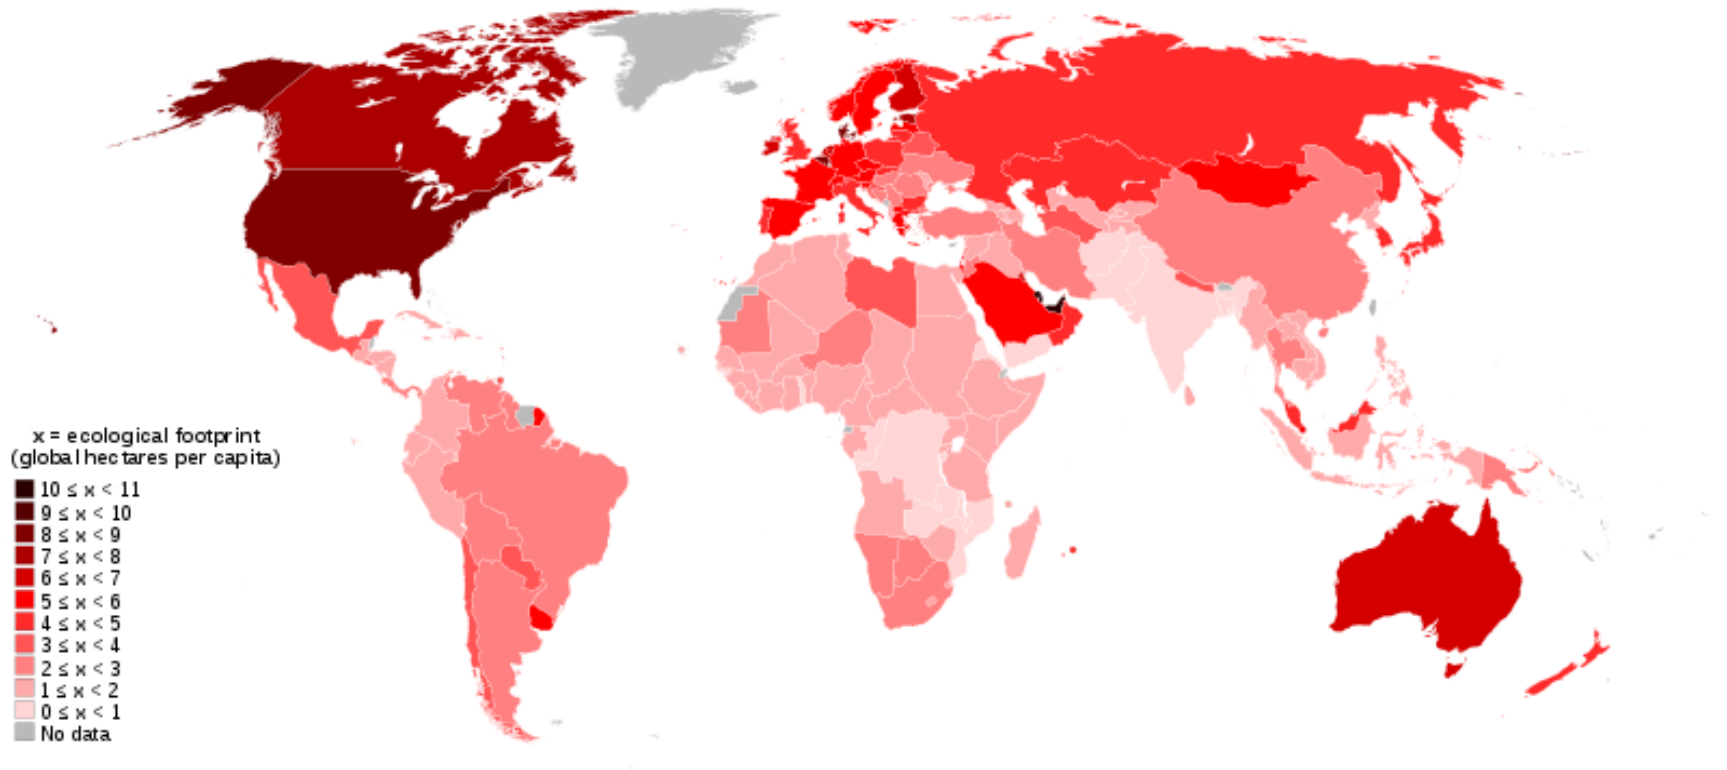 x = ecological footprint
(global hectares per capita)
10 ≤ x < 11
9 ≤ x < 10
8 ≤ x < 9
7 ≤ x < 8
6 ≤ x < 7
5 ≤ x < 6
4 ≤ x < 5
3 ≤ x < 4
2 ≤ x < 3
1 ≤ x < 2
0 ≤ x < 1
No data